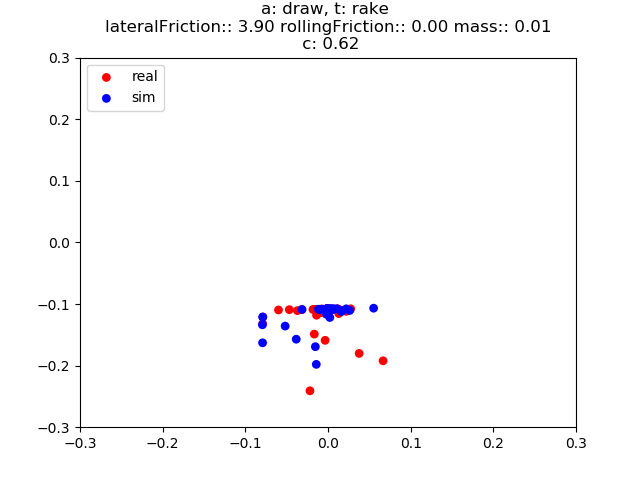 a: draw, t: rake
lateralFriction:: 3.90 rollingFriction:: 0.00 mass:: 0.01
c: 0.62
real
sim
0.3
0.2
0.1
0.0
−0.1
−0.2
−0.3
−0.3
−0.2
−0.1
0.0
0.1
0.2
0.3